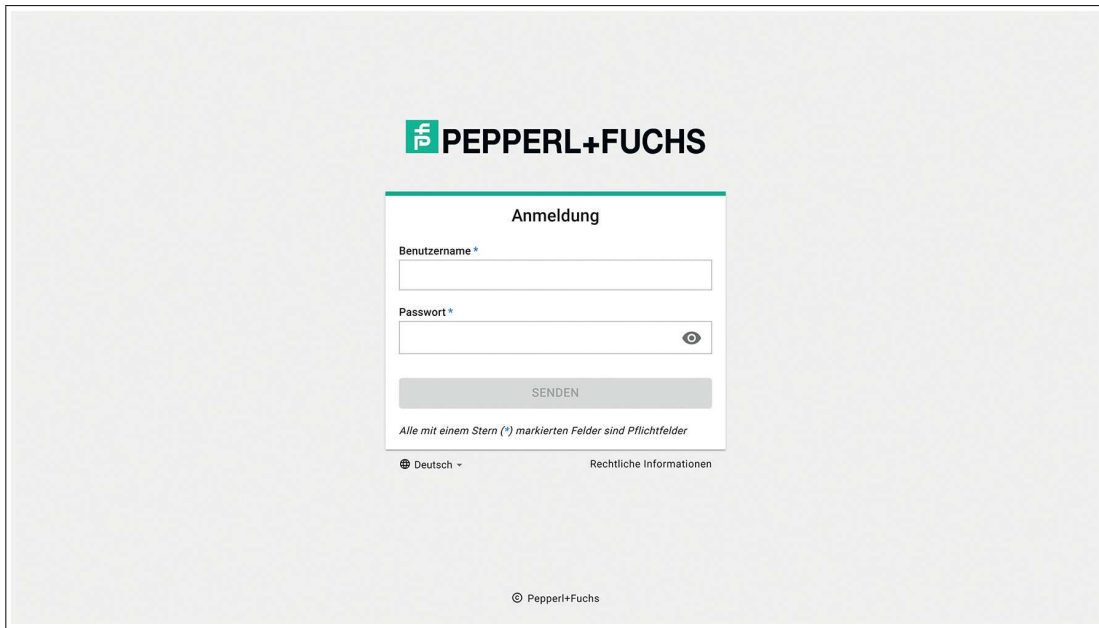 PEPPERL+FUCHS
Anmeldung
Benutzername *
Passwort *
SENDEN
Alle mit einem Stern (*) markierten Felder sind Pflichtfelder
Deutsch
Rechtliche Informationen
© Pepperl+Fuchs